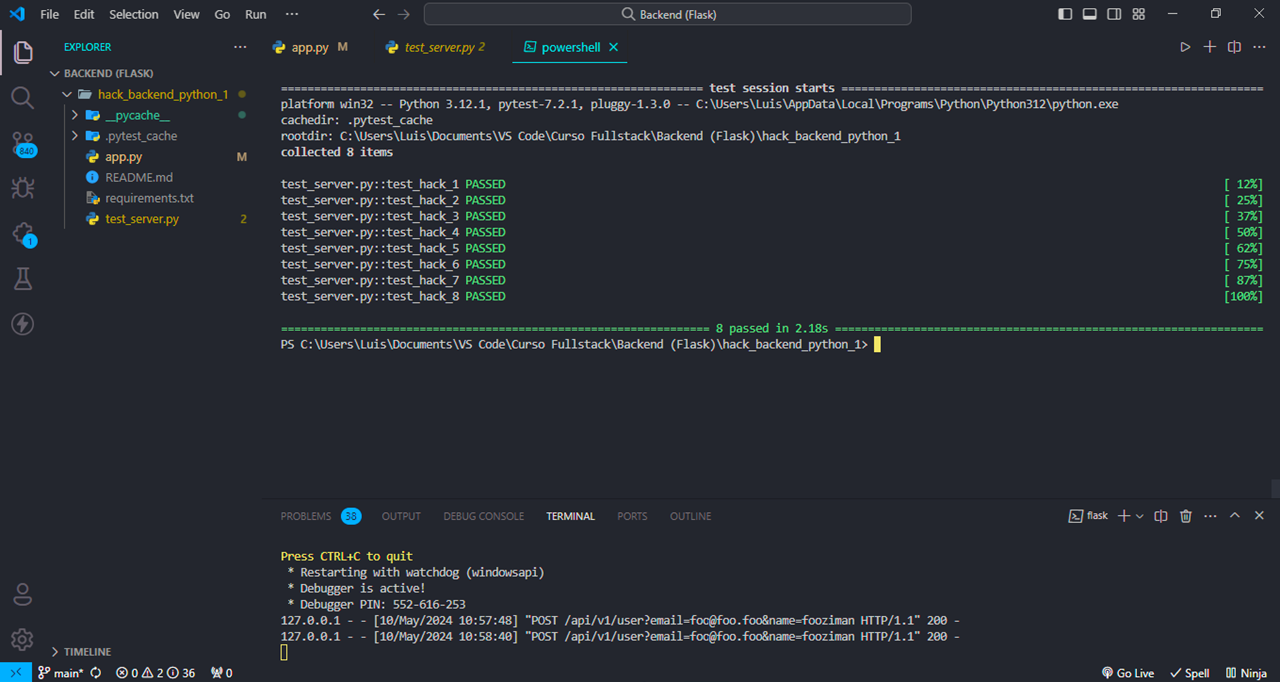 File Edit Selection View Go Run ··· Backend (Flask)
EXPLORER ···
app.py M test_server.py 2 powershell
BACKEND (FLASK)
hack_backend_python_1
__pycache__
.pytest_cache
app.py M
README.md
requirements.txt
test_server.py 2
840
1
============================= test session starts =============================
platform win32 -- Python 3.12.1, pytest-7.2.1, pluggy-1.3.0 -- C:\Users\Luis\AppData\Local\Programs\Python\Python312\python.exe
cachedir: .pytest_cache
rootdir: C:\Users\Luis\Documents\VS Code\Curso Fullstack\Backend (Flask)\hack_backend_python_1
collected 8 items
test_server.py::test_hack_1 PASSED [ 12%]
test_server.py::test_hack_2 PASSED [ 25%]
test_server.py::test_hack_3 PASSED [ 37%]
test_server.py::test_hack_4 PASSED [ 50%]
test_server.py::test_hack_5 PASSED [ 62%]
test_server.py::test_hack_6 PASSED [ 75%]
test_server.py::test_hack_7 PASSED [ 87%]
test_server.py::test_hack_8 PASSED [100%]
============================= 8 passed in 2.18s =============================
PS C:\Users\Luis\Documents\VS Code\Curso Fullstack\Backend (Flask)\hack_backend_python_1>
PROBLEMS 38 OUTPUT DEBUG CONSOLE TERMINAL PORTS OUTLINE flask
Press CTRL+C to quit
* Restarting with watchdog (windowsapi)
* Debugger is active!
* Debugger PIN: 552-616-253
127.0.0.1 - - [10/May/2024 10:57:48] "POST /api/v1/user?email=foo@foo.foo&name=fooziman HTTP/1.1" 200 -
127.0.0.1 - - [10/May/2024 10:58:40] "POST /api/v1/user?email=foo@foo.foo&name=fooziman HTTP/1.1" 200 -
TIMELINE
main* 0 2 36 0 Go Live Spell Ninja